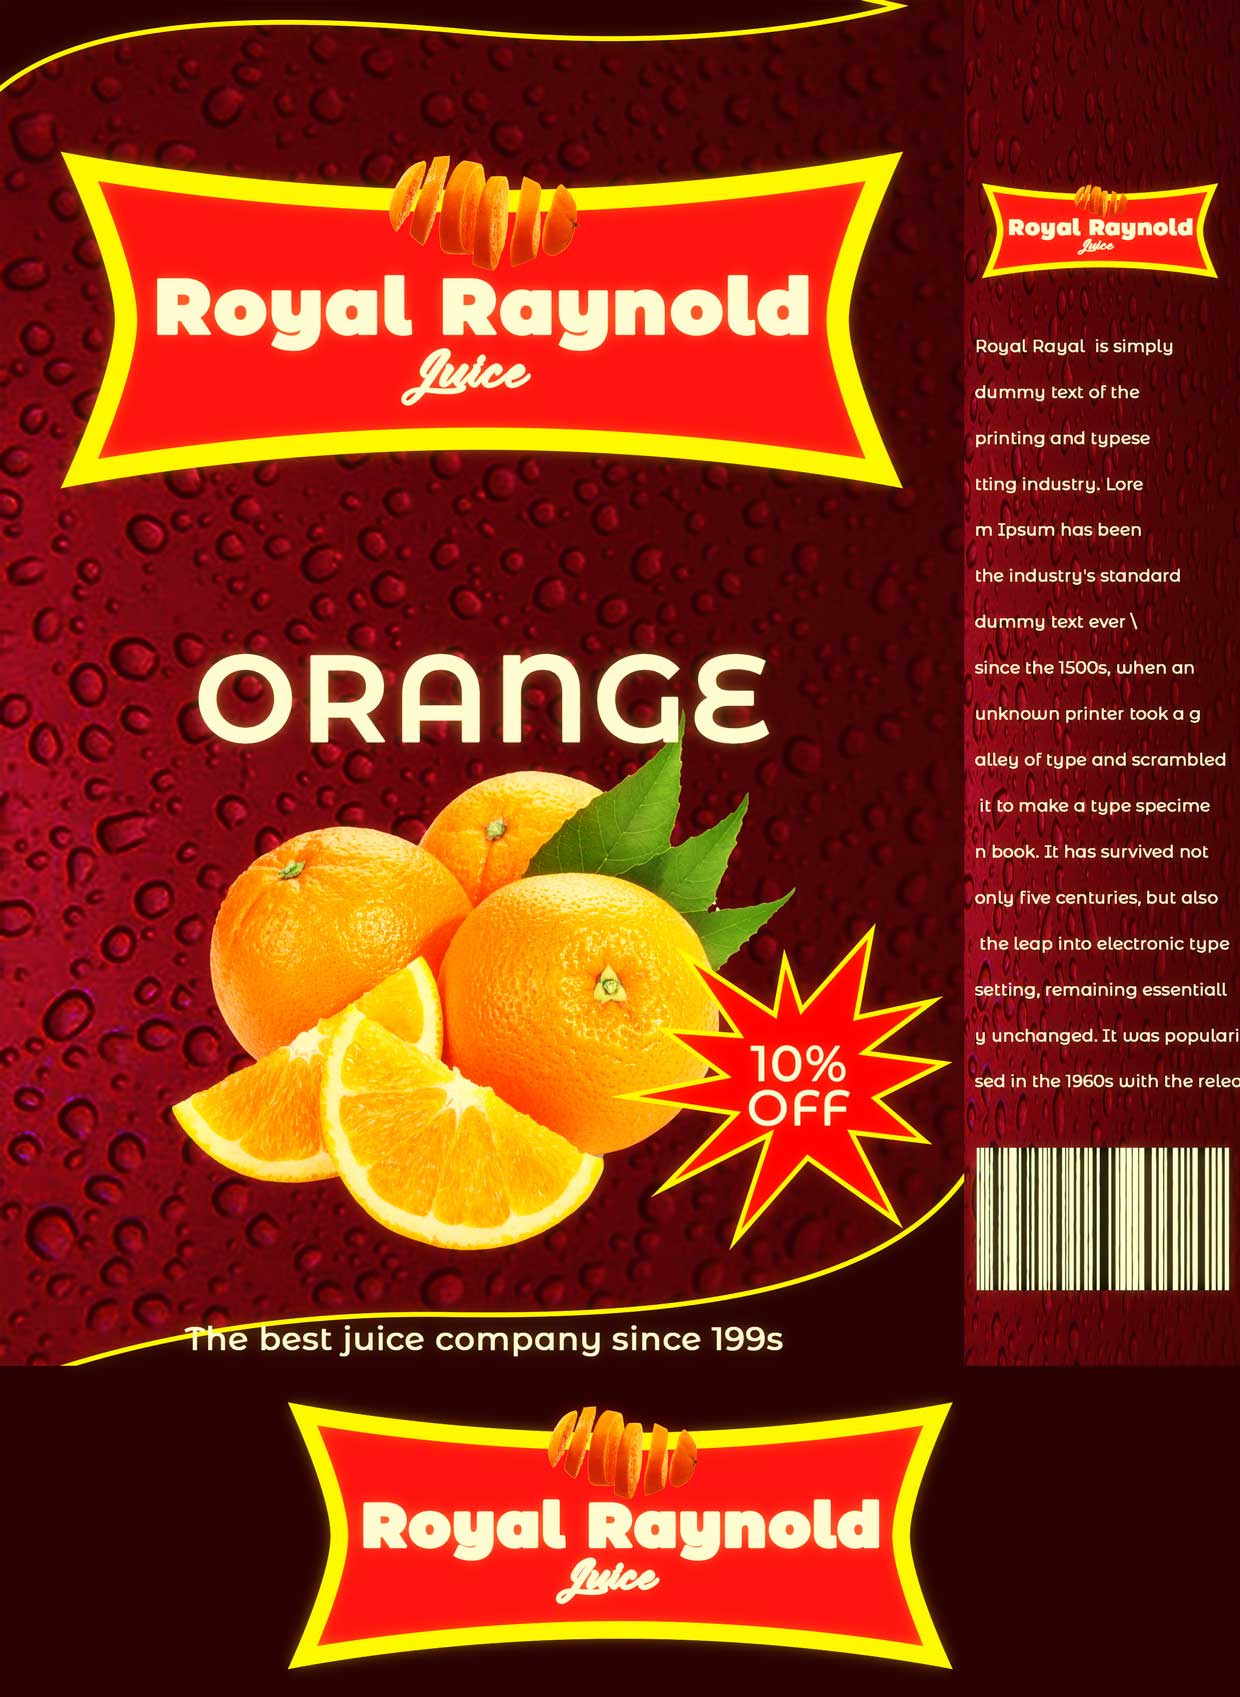 Royal Raynold
Juice
ORANGE
10%
OFF
The best juice company since 199s
Royal Raynold
Juice
Royal Rayal  is simply
dummy text of the
printing and typese
tting industry. Lore
m Ipsum has been
the industry's standard
dummy text ever \
since the 1500s, when an
unknown printer took a g
alley of type and scrambled
it to make a type specime
n book. It has survived not
only five centuries, but also
the leap into electronic type
setting, remaining essentiall
y unchanged. It was populari
sed in the 1960s with the relea
Royal Raynold
Juice